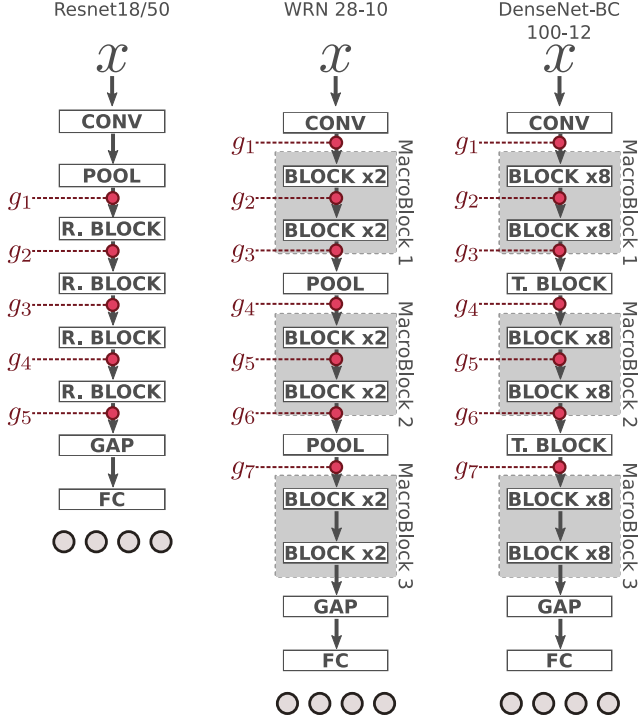 Resnet18/50
x
CONV
POOL
g1
R. BLOCK
g2
R. BLOCK
g3
R. BLOCK
g4
R. BLOCK
g5
GAP
FC
WRN 28-10
x
CONV
g1
MacroBlock 1
BLOCK x2
g2
BLOCK x2
g3
POOL
g4
MacroBlock 2
BLOCK x2
g5
BLOCK x2
g6
POOL
g7
MacroBlock 3
BLOCK x2
BLOCK x2
GAP
FC
DenseNet-BC
100-12
x
CONV
g1
MacroBlock 1
BLOCK x8
g2
BLOCK x8
g3
T. BLOCK
g4
MacroBlock 2
BLOCK x8
g5
BLOCK x8
g6
T. BLOCK
g7
MacroBlock 3
BLOCK x8
BLOCK x8
GAP
FC